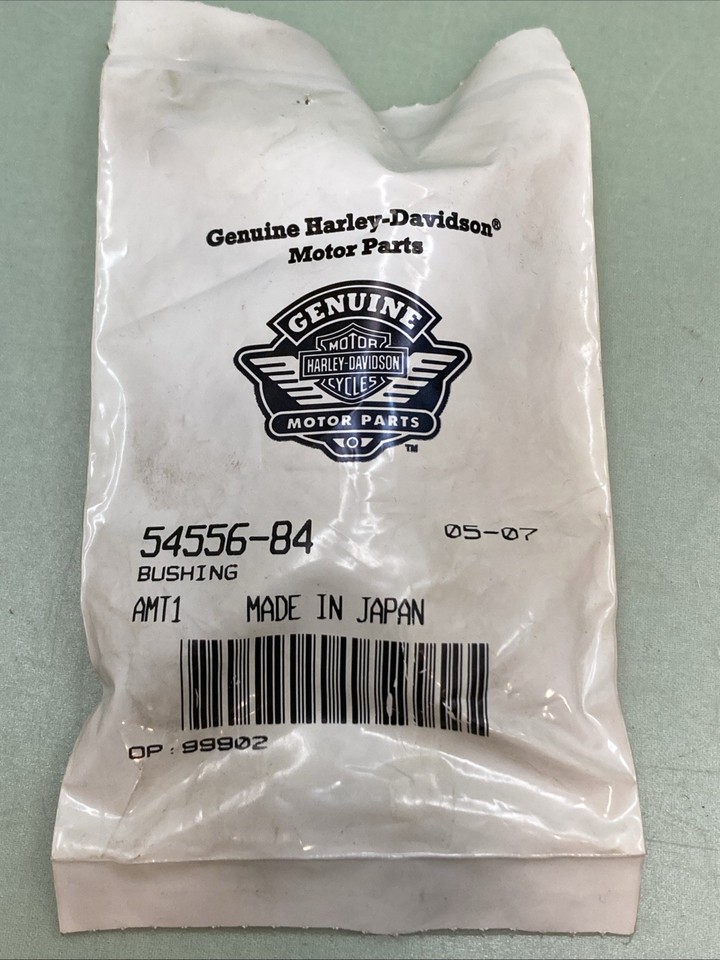 Genuine Harley-Davidson®
Motor Parts
GENUINE
MOTOR
HARLEY-DAVIDSON
CYCLES
MOTOR PARTS
TM
54556-84 05-07
BUSHING
AMT1 MADE IN JAPAN
OP:99902